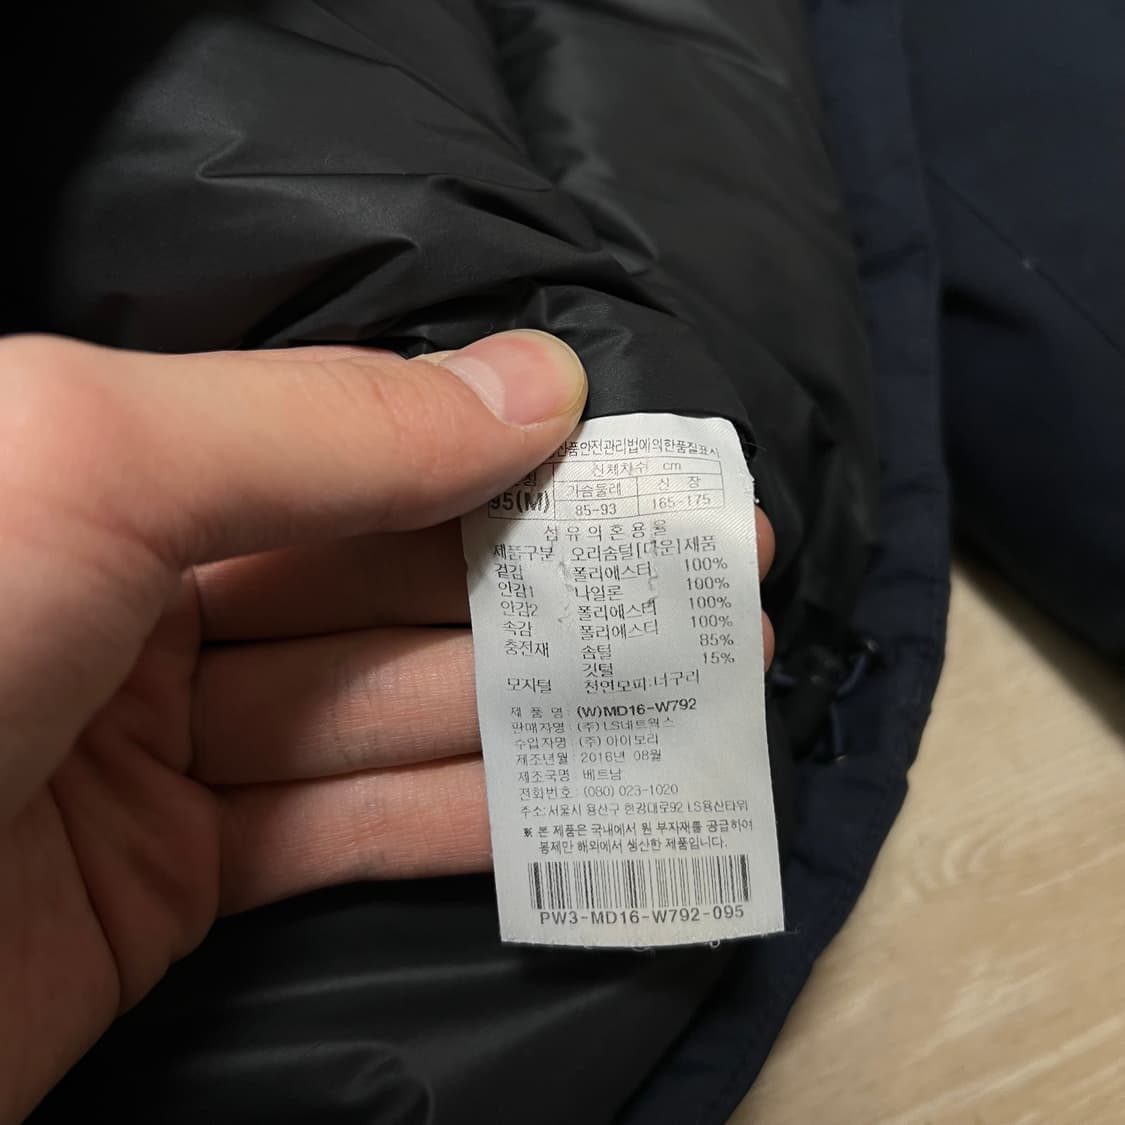 산품안전관리법에의한품질표시
신체치수 cm
가슴둘레 신 장
95(M) 85-93 165-175
섬유의혼용율
제품구분 오리솜털[다운]제품
겉감 폴리에스터 100%
안감1 나일론 100%
안감2 폴리에스터 100%
속감 폴리에스터 100%
충전재 솜털 85%
깃털 15%
모자털 천연모피:너구리
제 품 명 : (W)MD16-W792
판매자명 : (주) LS네트웍스
수입자명 : (주) 아이보리
제조년월 : 2016년 08월
제조국명 : 베트남
전화번호 : (080) 023-1020
주소:서울시 용산구 한강대로92 LS용산타워
※ 본 제품은 국내에서 원 부자재를 공급하여
봉제만 해외에서 생산한 제품입니다.
PW3-MD16-W792-095